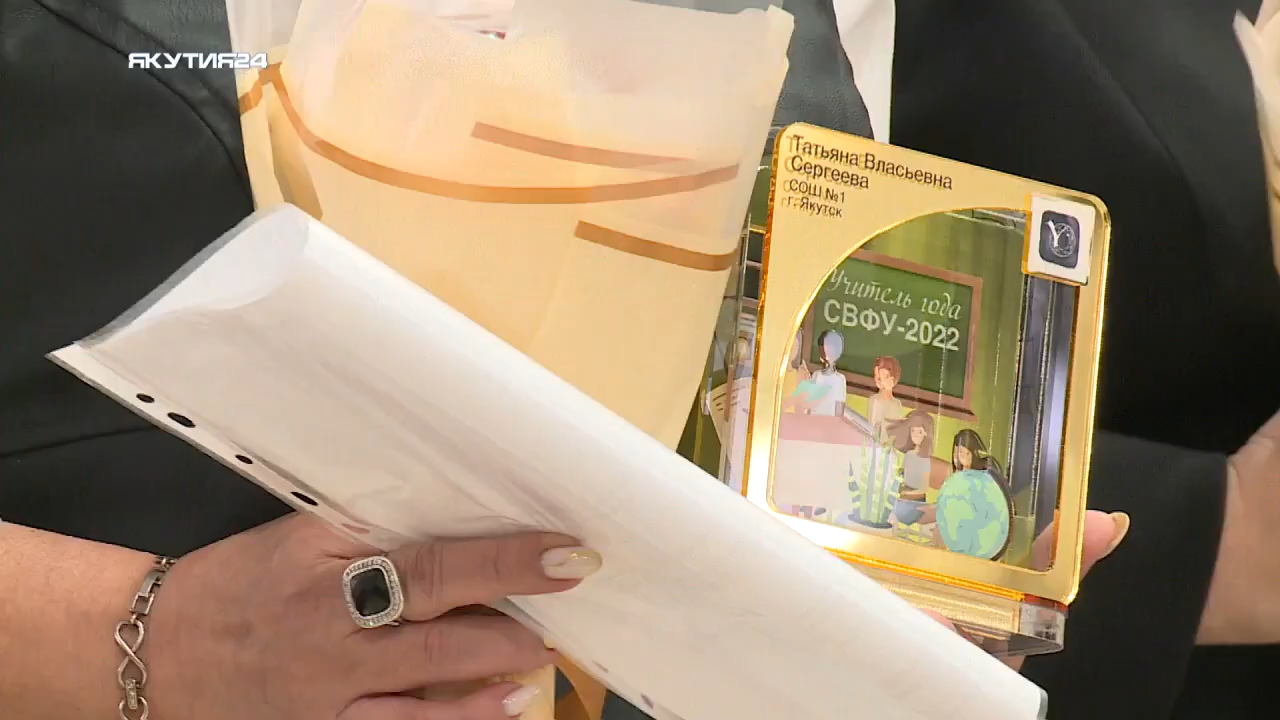 ЯКУТИЯ24
Татьяна Власьевна
Сергеева
СОШ №1
г. Якутск
Учитель года
СВФУ-2022